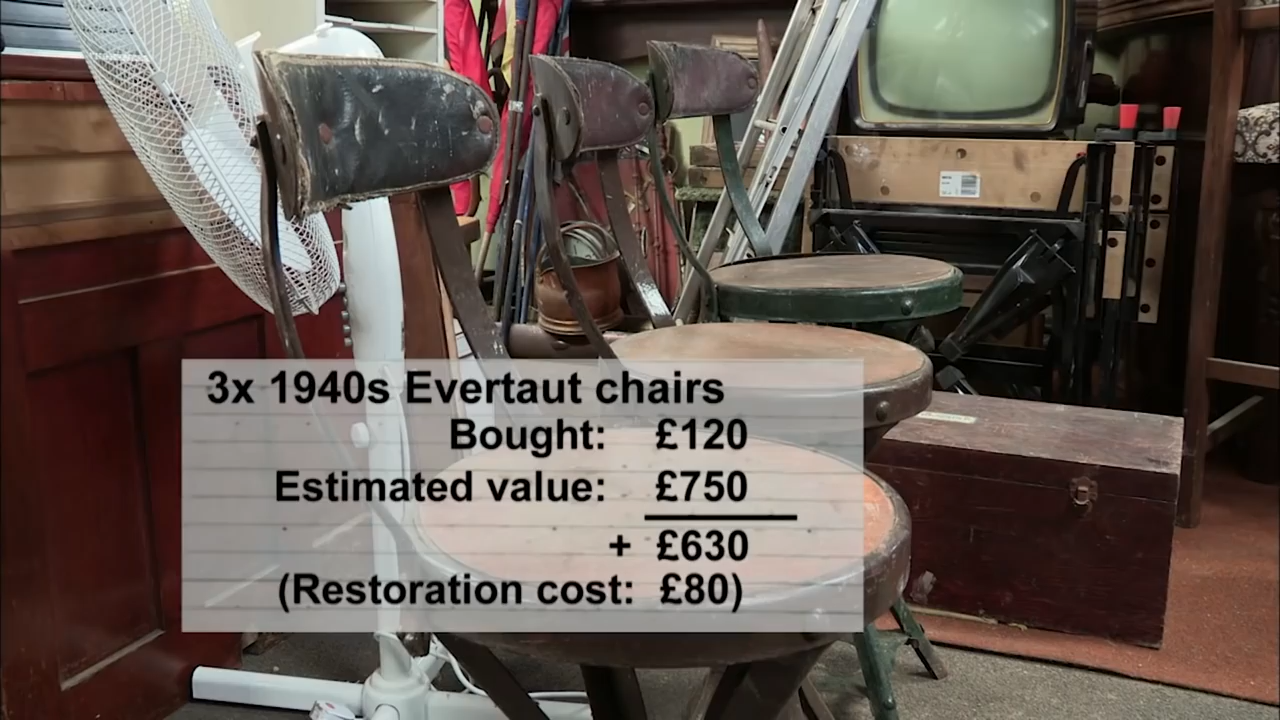 3x 1940s Evertaut chairs
Bought: £120
Estimated value: £750
+ £630
(Restoration cost: £80)